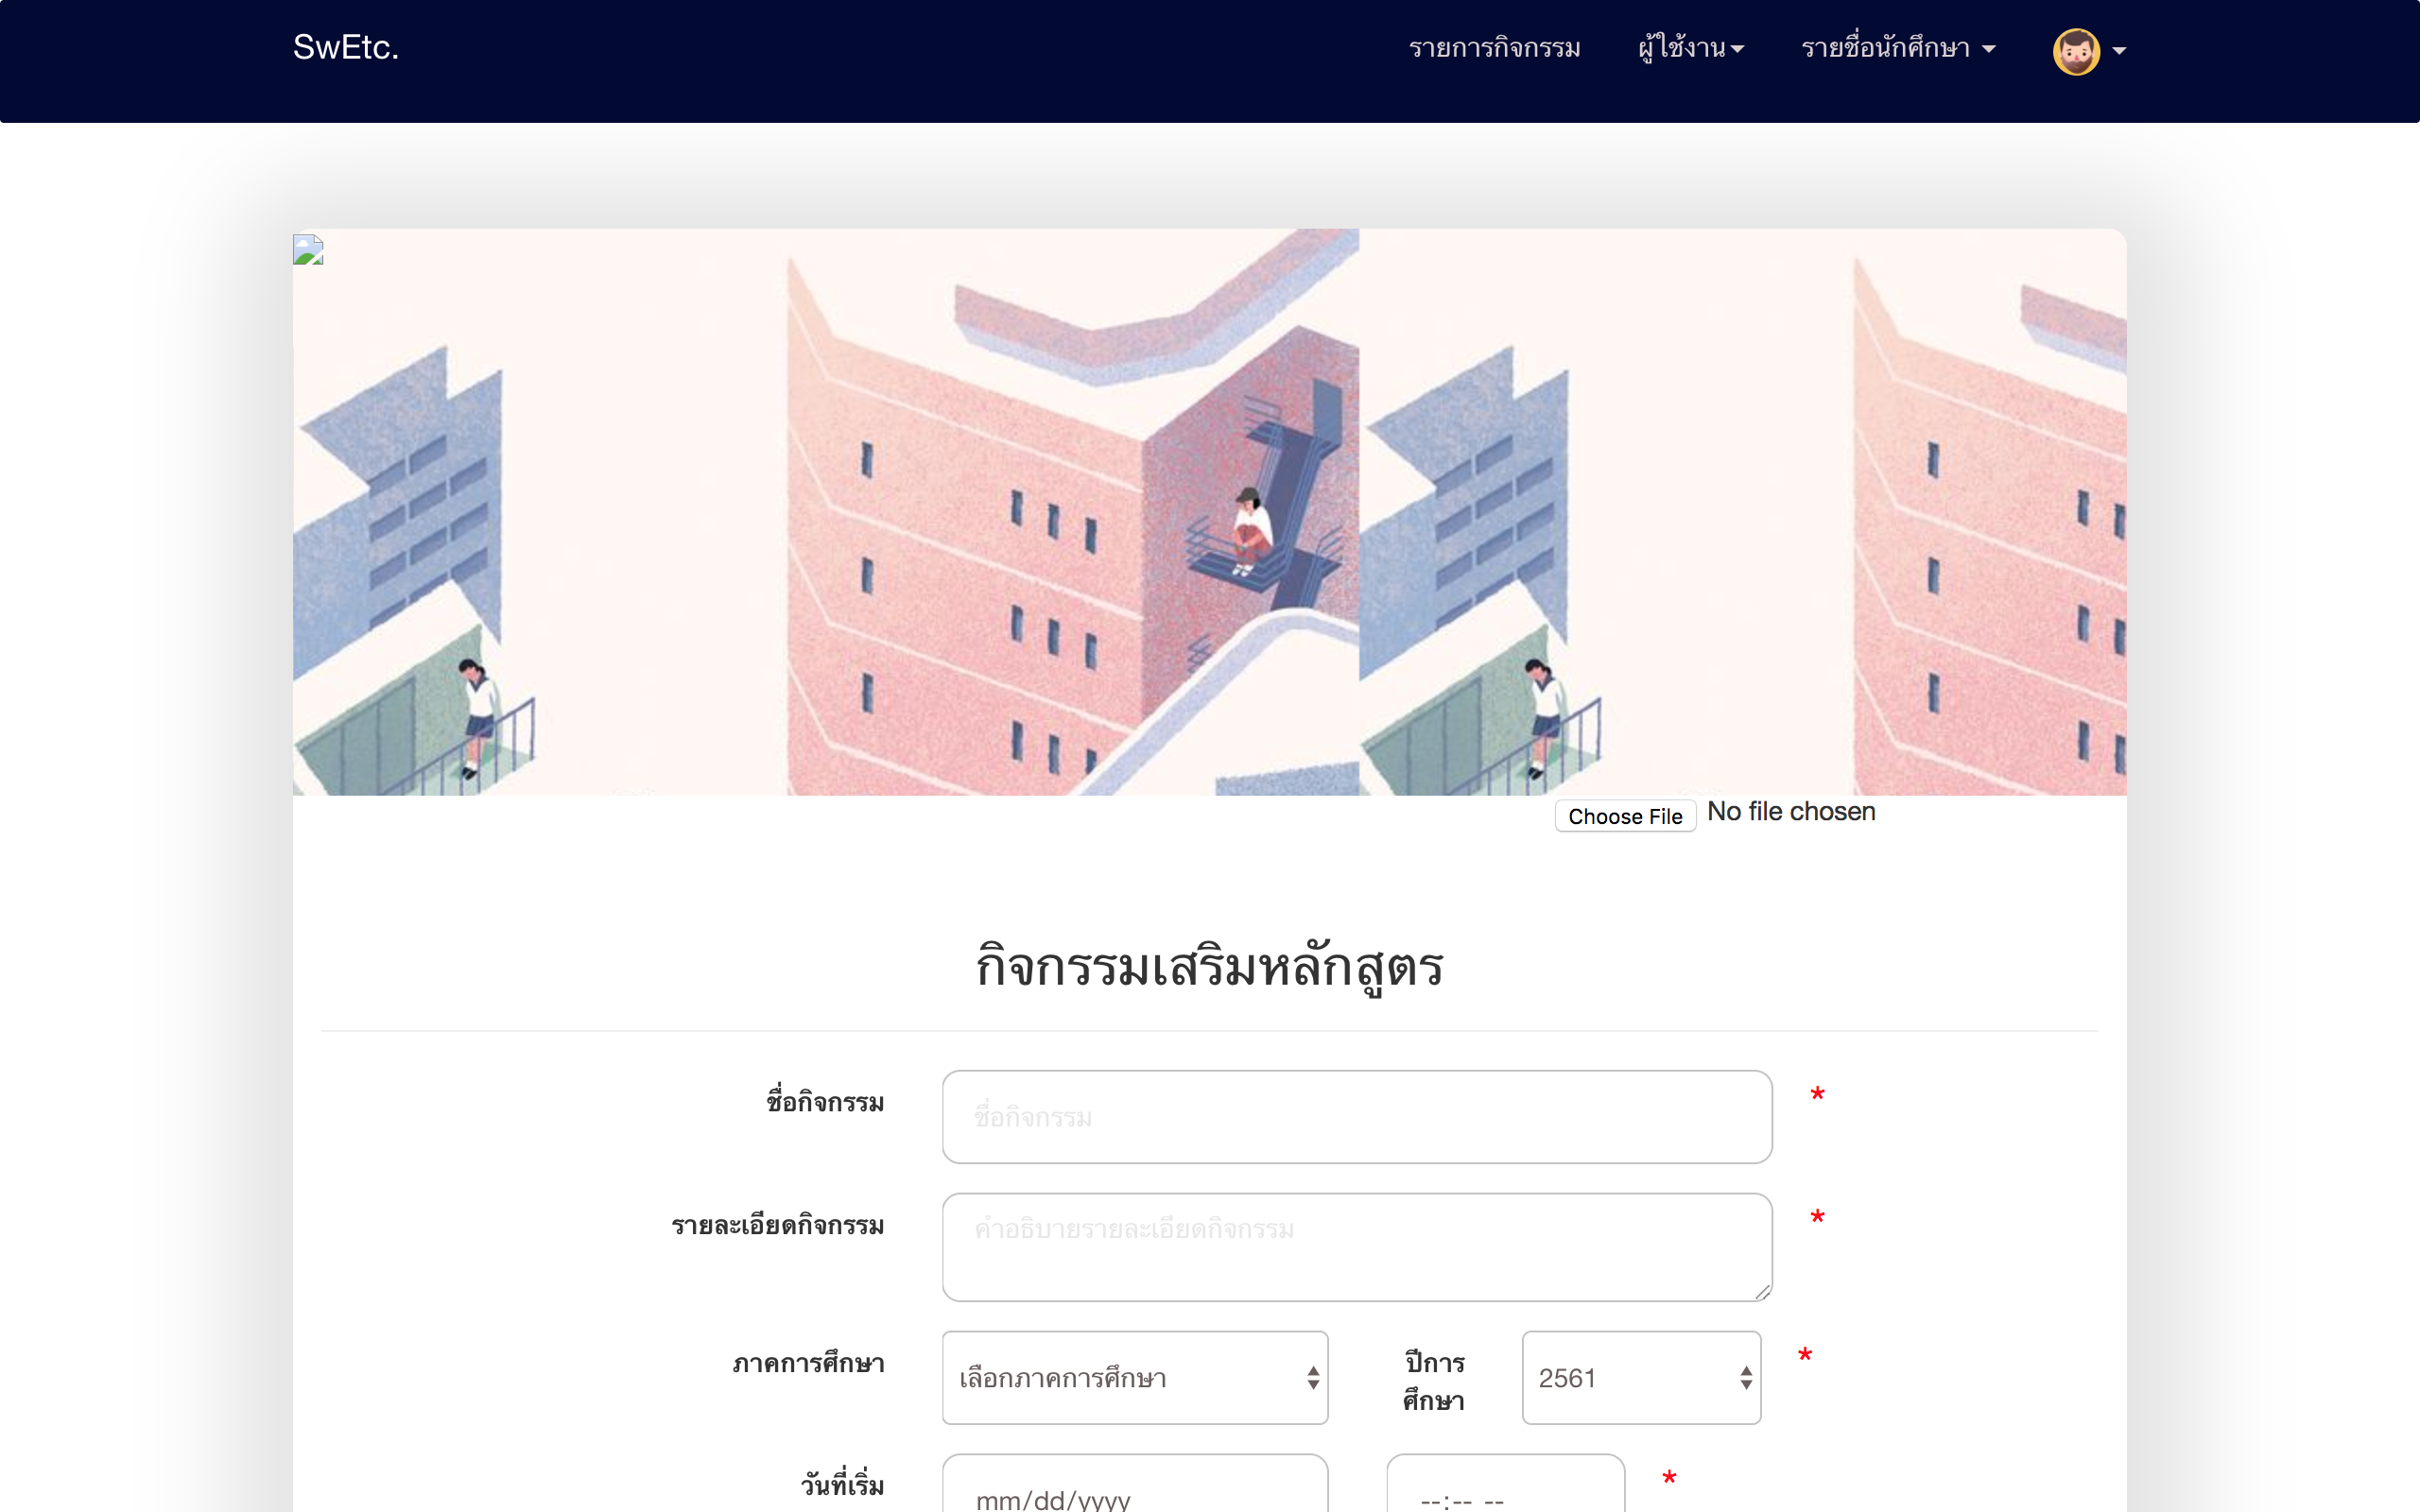 SwEtc. รายการกิจกรรม ผู้ใช้งาน รายชื่อนักศึกษา
Choose File No file chosen
กิจกรรมเสริมหลักสูตร
ชื่อกิจกรรม ชื่อกิจกรรม *
รายละเอียดกิจกรรม คำอธิบายรายละเอียดกิจกรรม *
ภาคการศึกษา เลือกภาคการศึกษา ปีการ 2561 *
ศึกษา
วันที่เริ่ม mm/dd/yyyy --:-- -- *